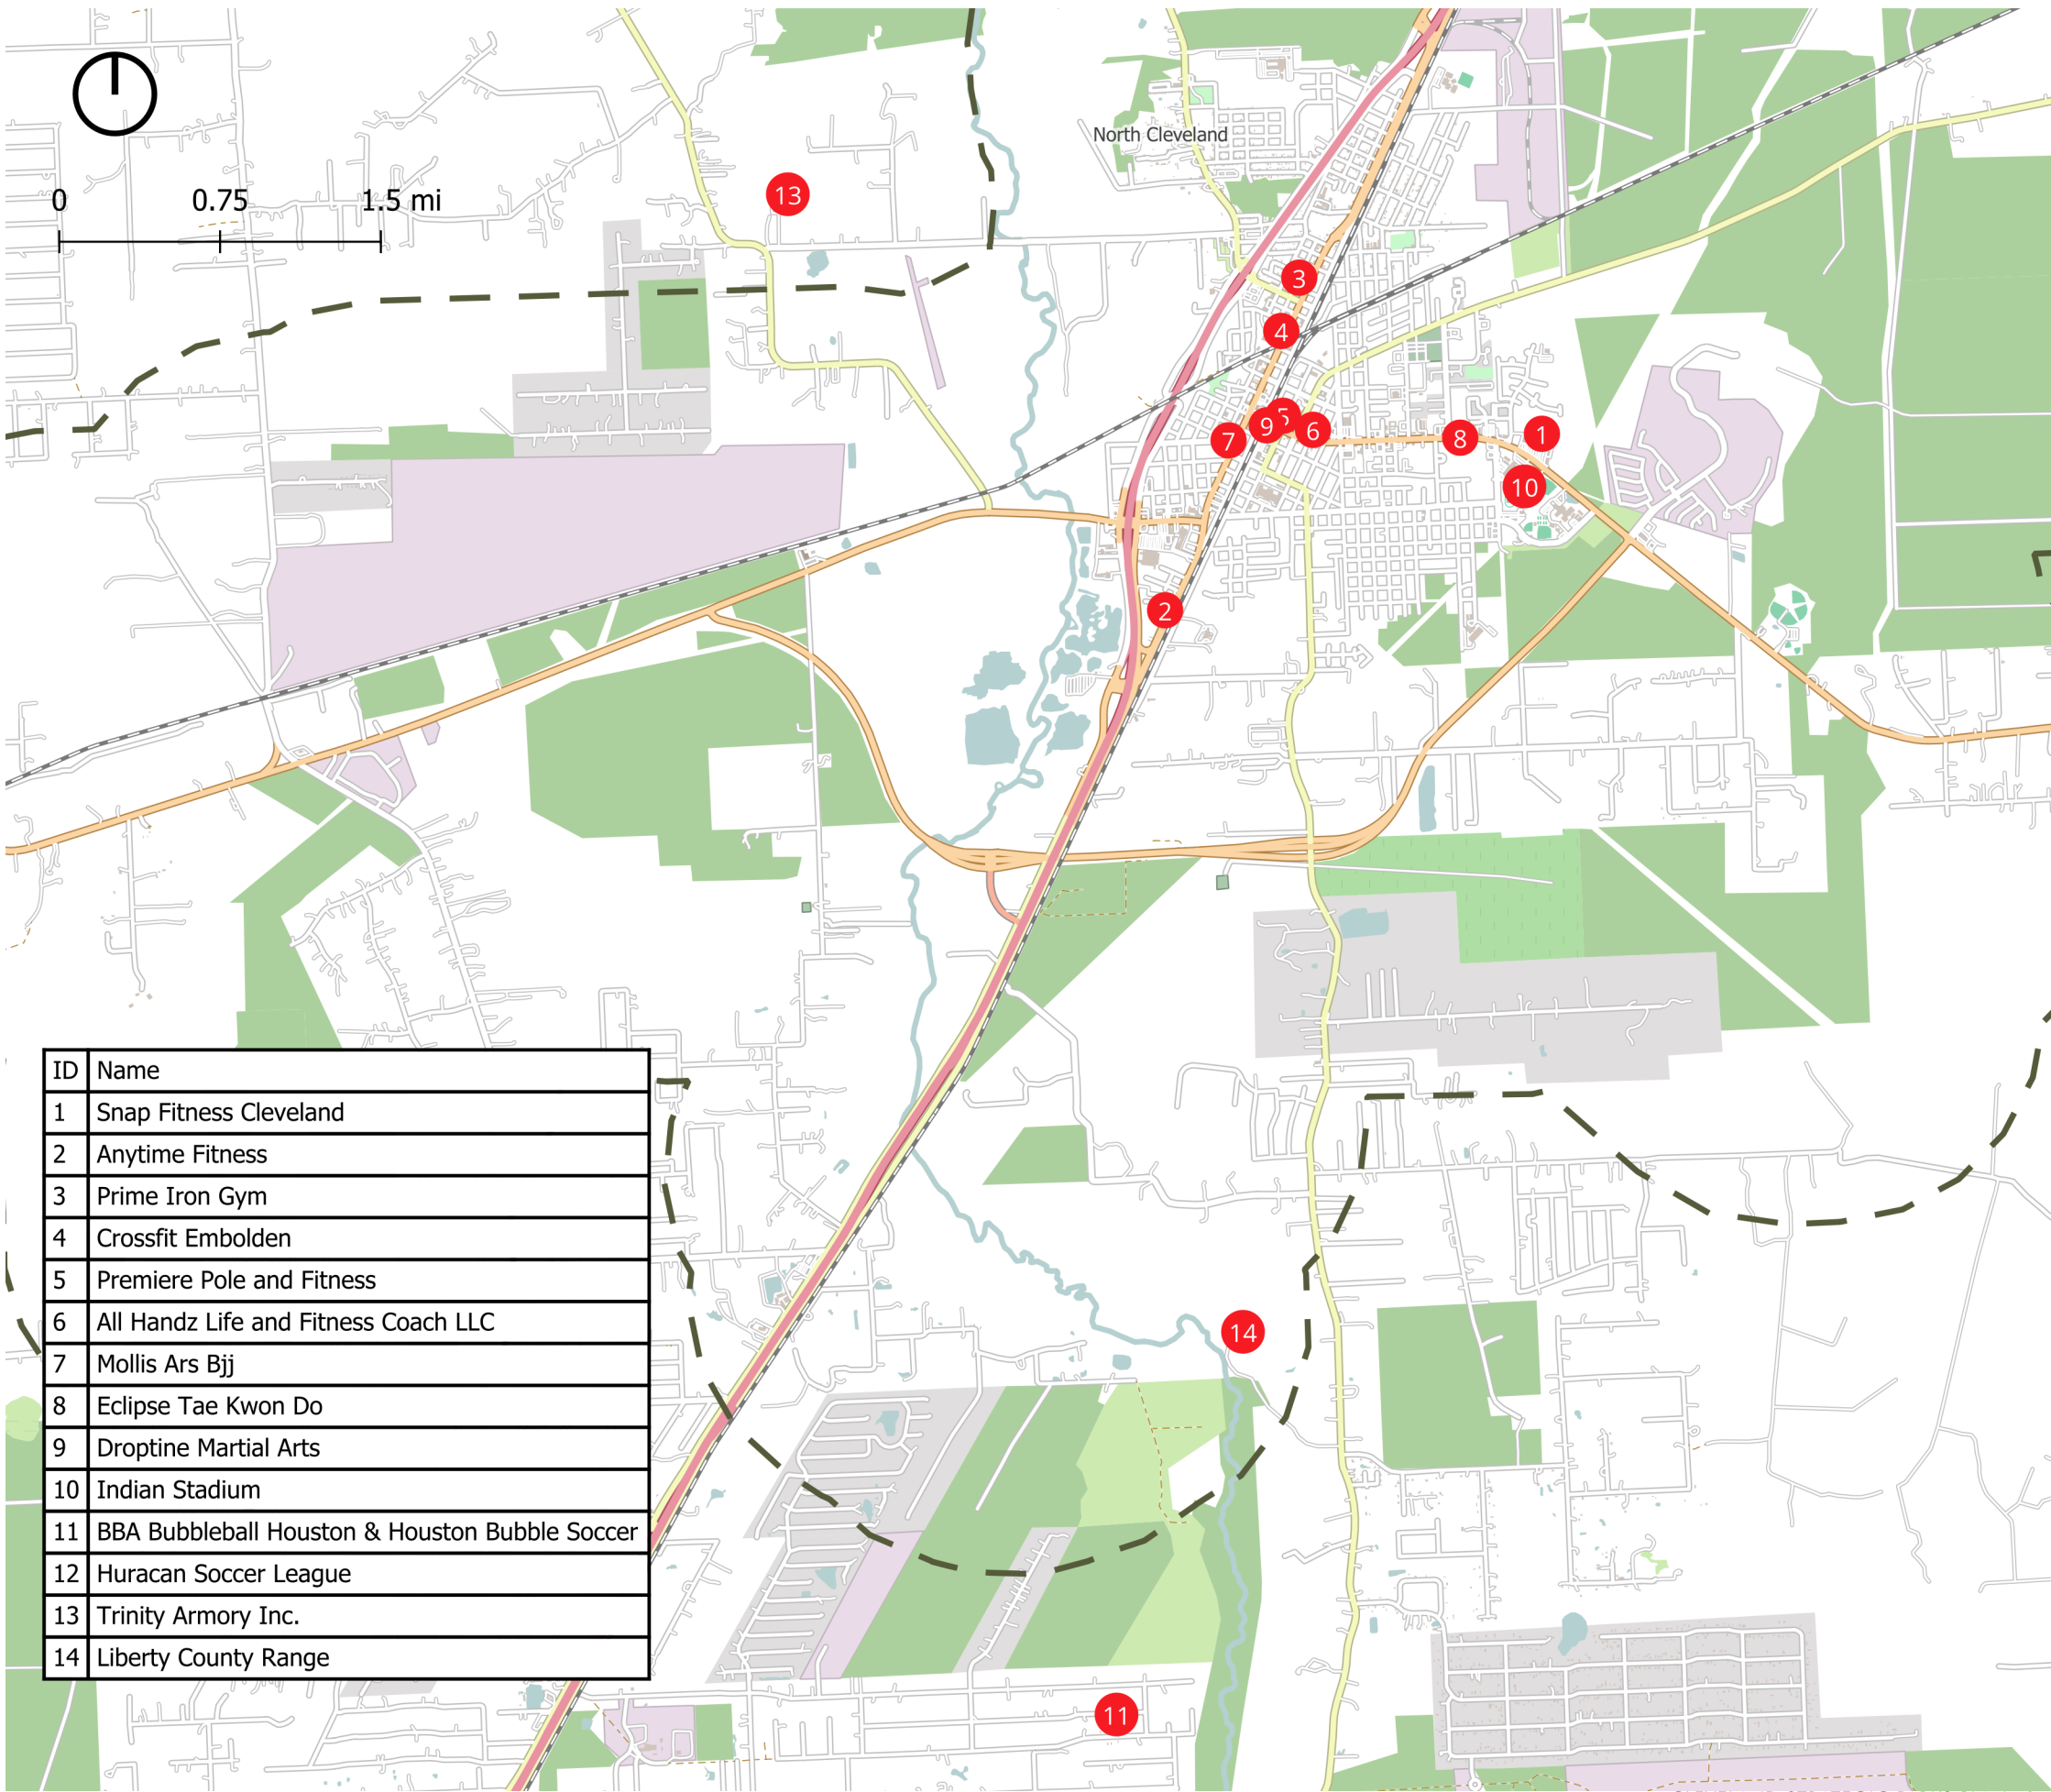 North Cleveland
13
0 0.75 1.5 mi
3
4
5
9
6
7
8
1
10
2
ID Name
1 Snap Fitness Cleveland
2 Anytime Fitness
3 Prime Iron Gym
4 Crossfit Embolden
5 Premiere Pole and Fitness
6 All Handz Life and Fitness Coach LLC
7 Mollis Ars Bjj
8 Eclipse Tae Kwon Do
9 Droptine Martial Arts
10 Indian Stadium
11 BBA Bubbleball Houston & Houston Bubble Soccer
12 Huracan Soccer League
13 Trinity Armory Inc.
14 Liberty County Range
14
11